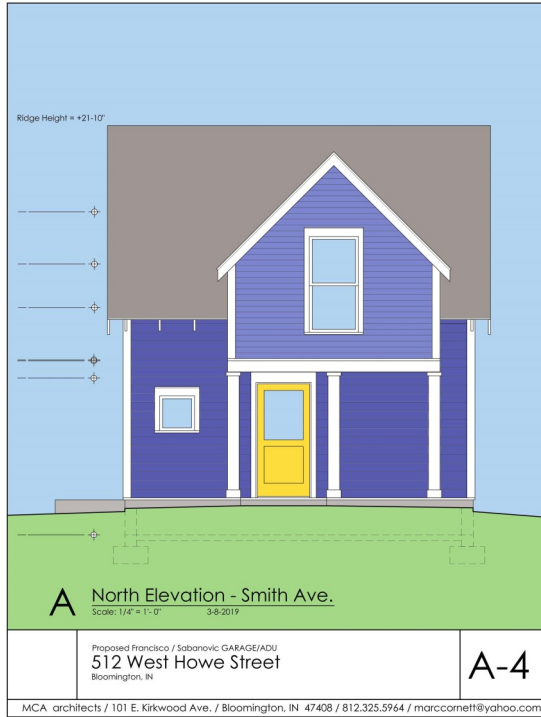 Ridge Height = +21-10"
A North Elevation - Smith Ave.
Scale: 1/4" = 1'- 0" 3-8-2019
Proposed Francisco / Sabanovic GARAGE/ADU
512 West Howe Street
Bloomington, IN
A-4
MCA architects / 101 E. Kirkwood Ave. / Bloomington, IN 47408 / 812.325.5964 / marccornett@yahoo.com